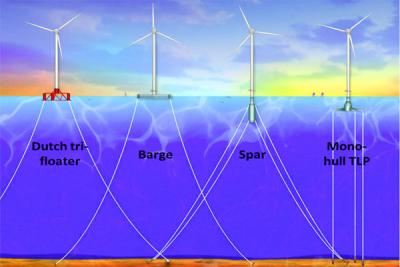 Dutch tri-
floater
Barge
Spar
Mono-
hull TLP